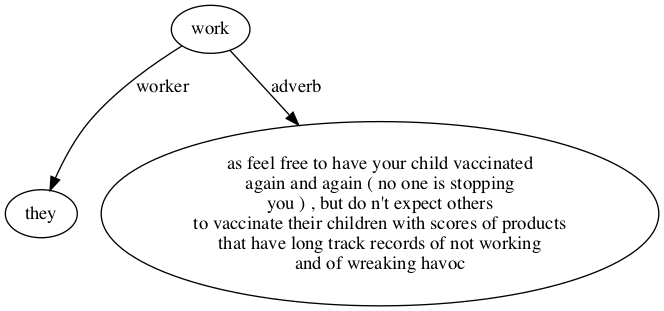 work
worker
adverb
they
as feel free to have your child vaccinated
again and again ( no one is stopping
you ) , but do n't expect others
to vaccinate their children with scores of products
that have long track records of not working
and of wreaking havoc